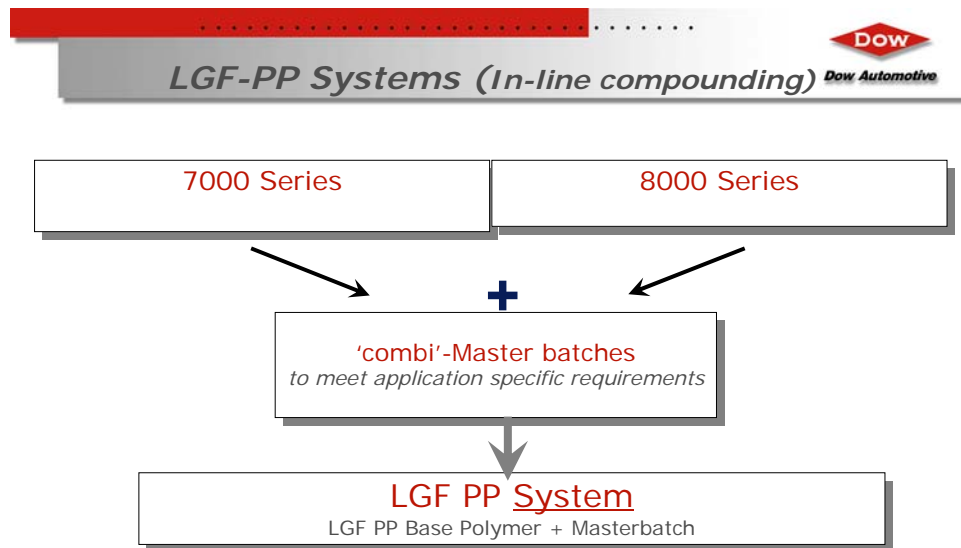 DOW
LGF-PP Systems (In-line compounding)
Dow Automotive
7000 Series
8000 Series
+
‘combi’-Master batches
to meet application specific requirements
LGF PP System
LGF PP Base Polymer + Masterbatch